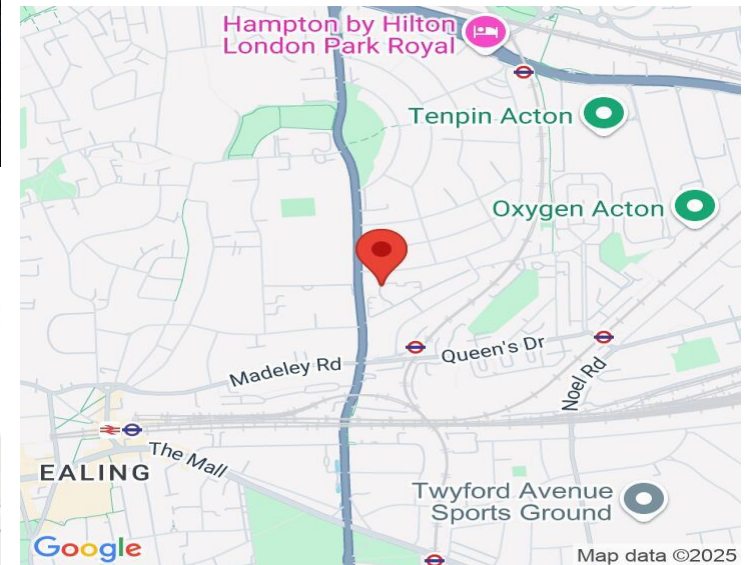 Hampton by Hilton
London Park Royal
Tenpin Acton
Oxygen Acton
Queen's Dr
Madeley Rd
Noel Rd
The Mall
EALING
Twyford Avenue
Sports Ground
Google
Map data ©2025